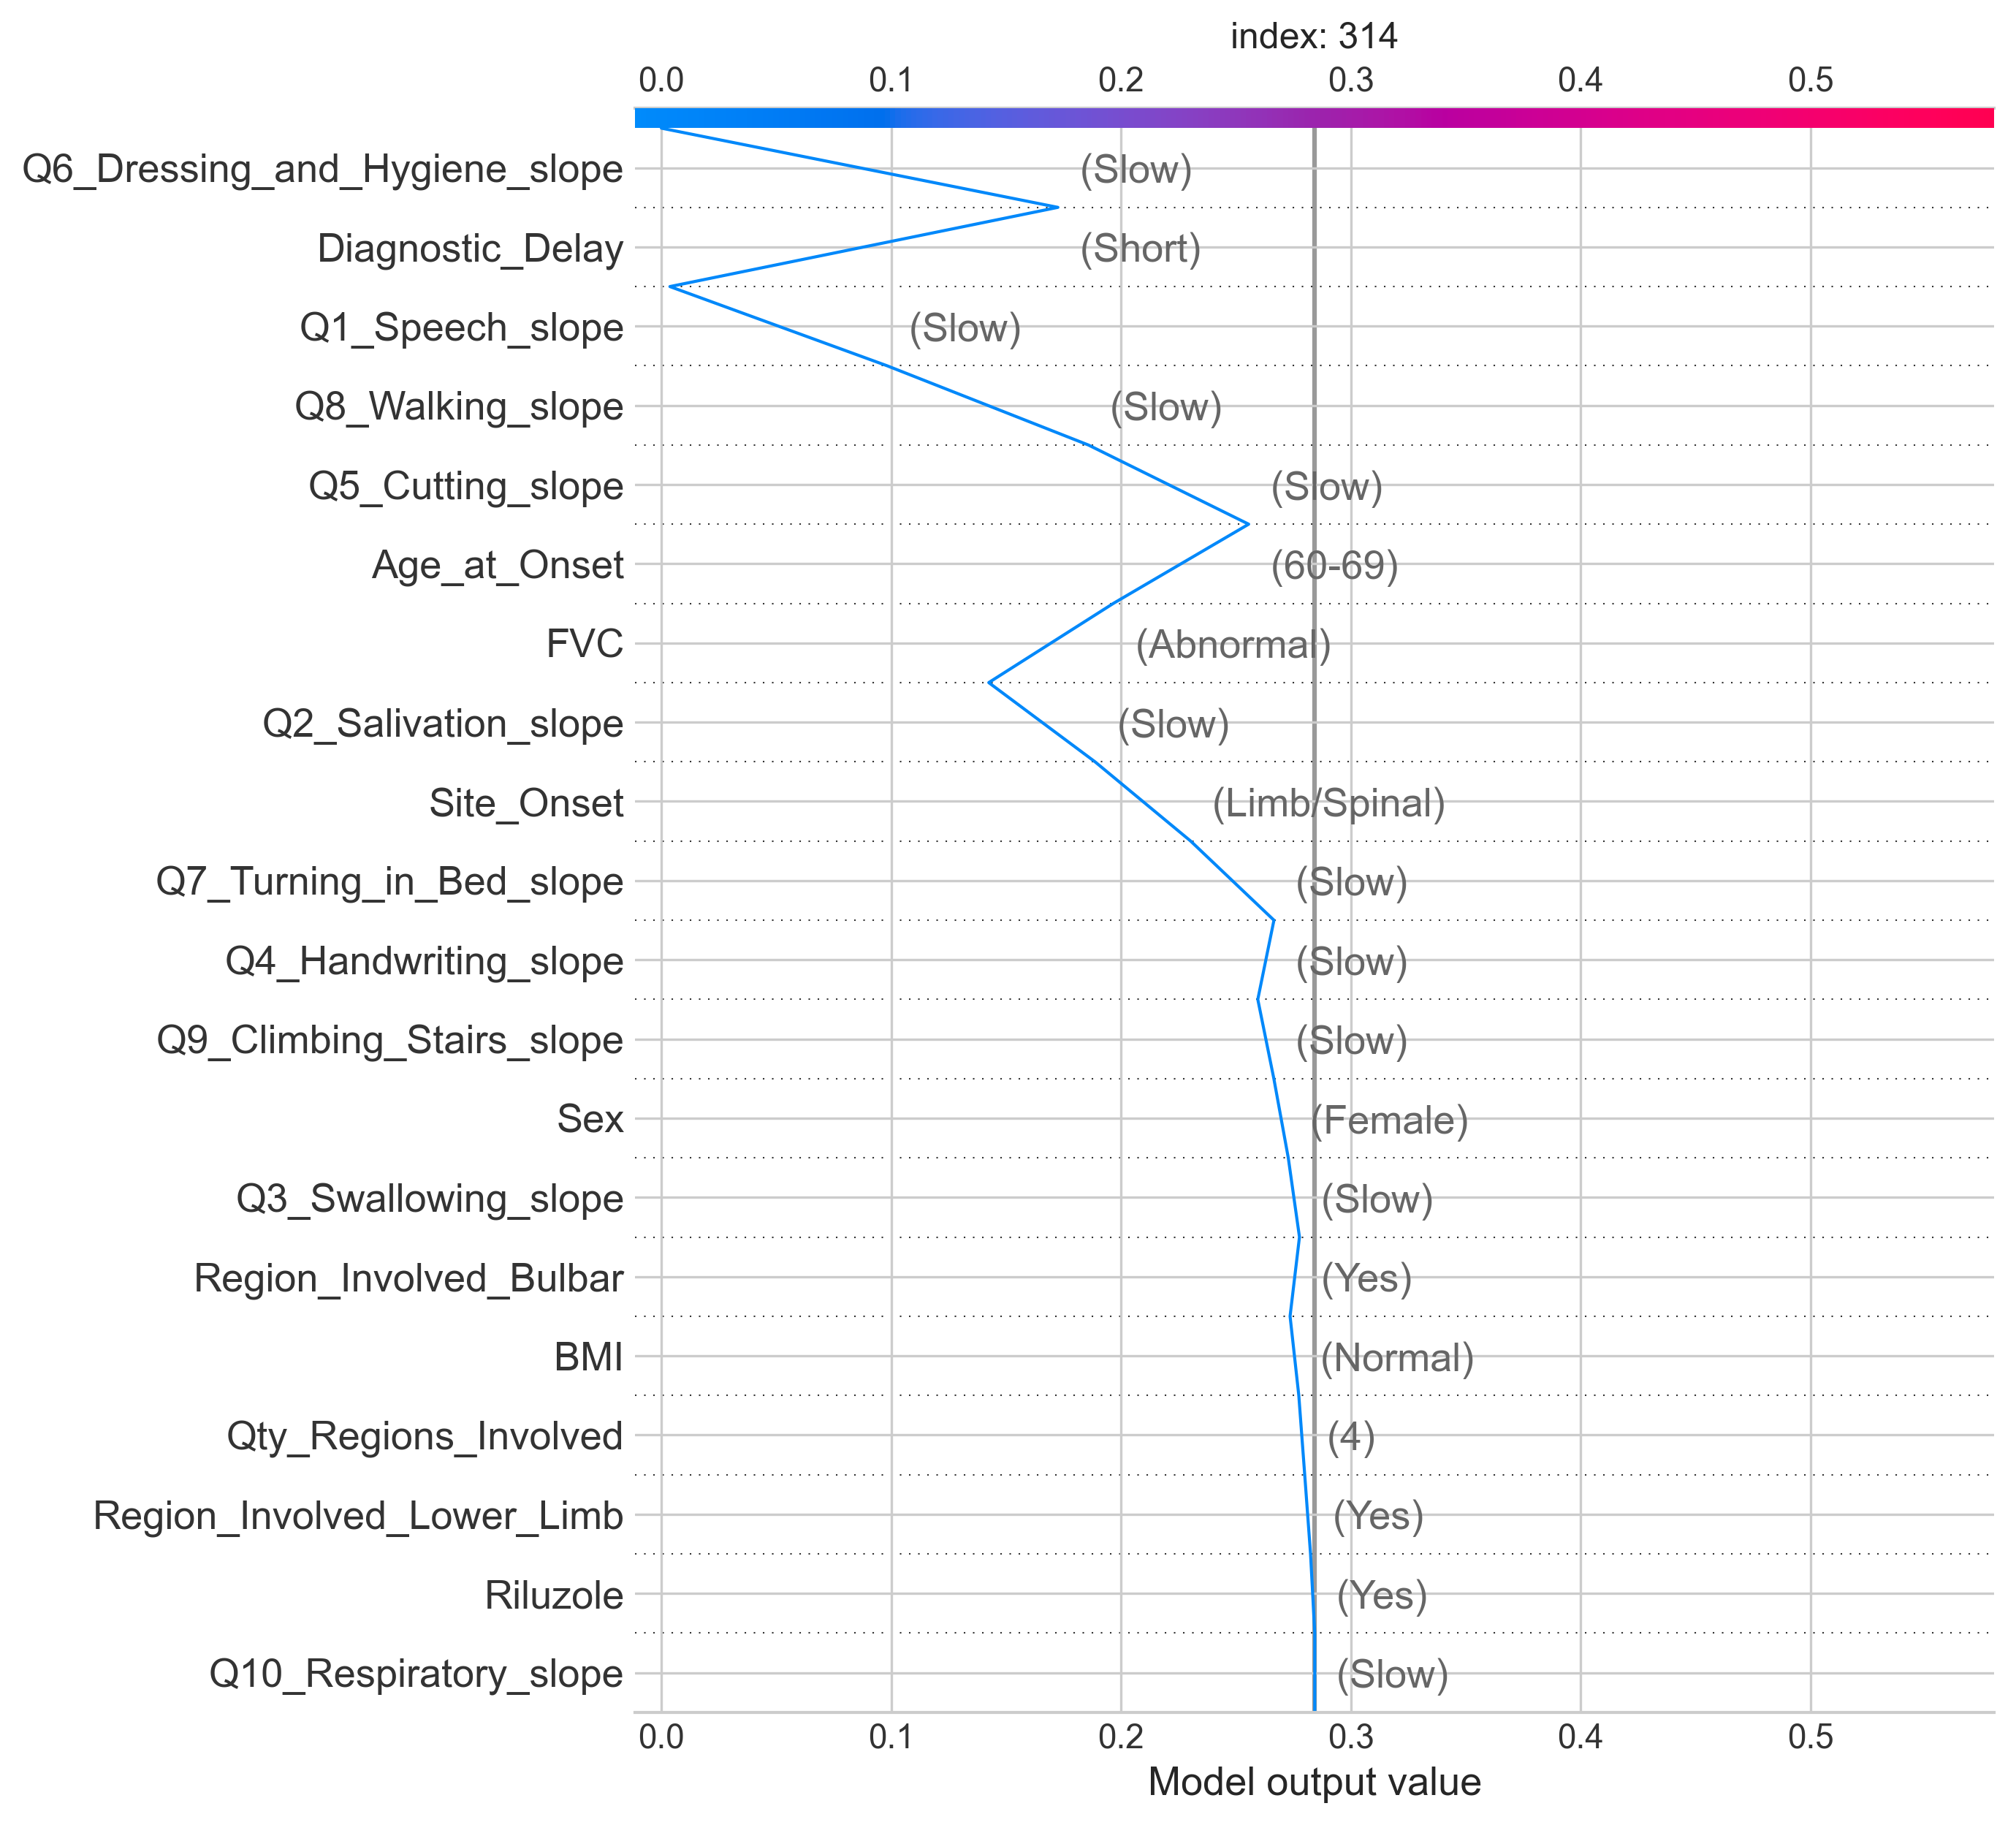 index: 314
0.0 0.1 0.2 0.3 0.4 0.5
Q6_Dressing_and_Hygiene_slope (Slow)
Diagnostic_Delay (Short)
Q1_Speech_slope (Slow)
Q8_Walking_slope (Slow)
Q5_Cutting_slope (Slow)
Age_at_Onset (60-69)
FVC (Abnormal)
Q2_Salivation_slope (Slow)
Site_Onset (Limb/Spinal)
Q7_Turning_in_Bed_slope (Slow)
Q4_Handwriting_slope (Slow)
Q9_Climbing_Stairs_slope (Slow)
Sex (Female)
Q3_Swallowing_slope (Slow)
Region_Involved_Bulbar (Yes)
BMI (Normal)
Qty_Regions_Involved (4)
Region_Involved_Lower_Limb (Yes)
Riluzole (Yes)
Q10_Respiratory_slope (Slow)
0.0 0.1 0.2 0.3 0.4 0.5
Model output value